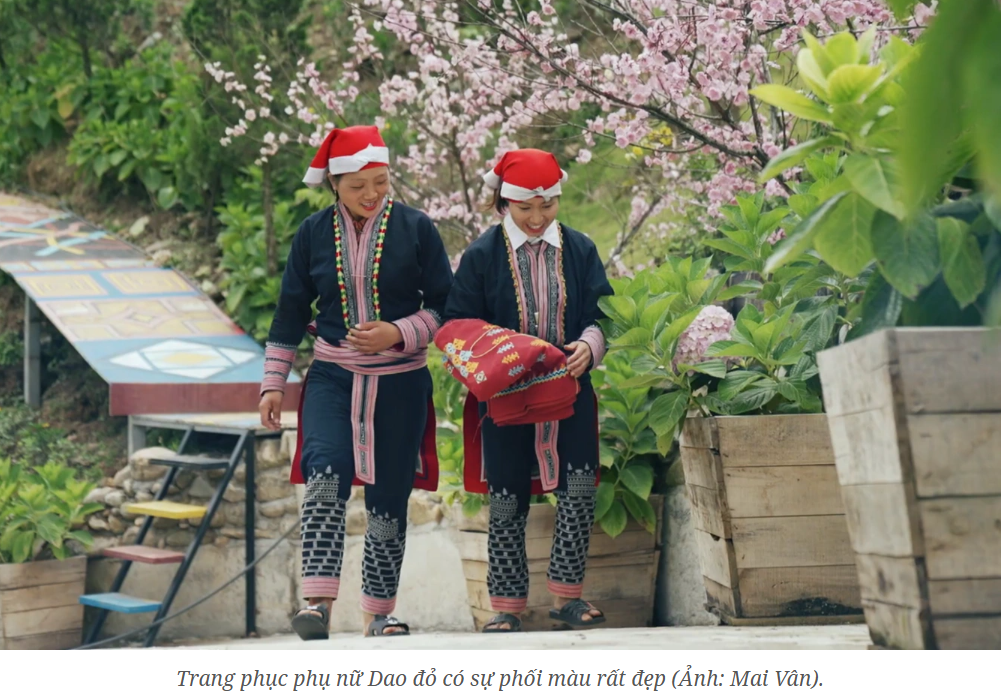 Trang phục phụ nữ Dao đỏ có sự phối màu rất đẹp (Ảnh: Mai Vân).